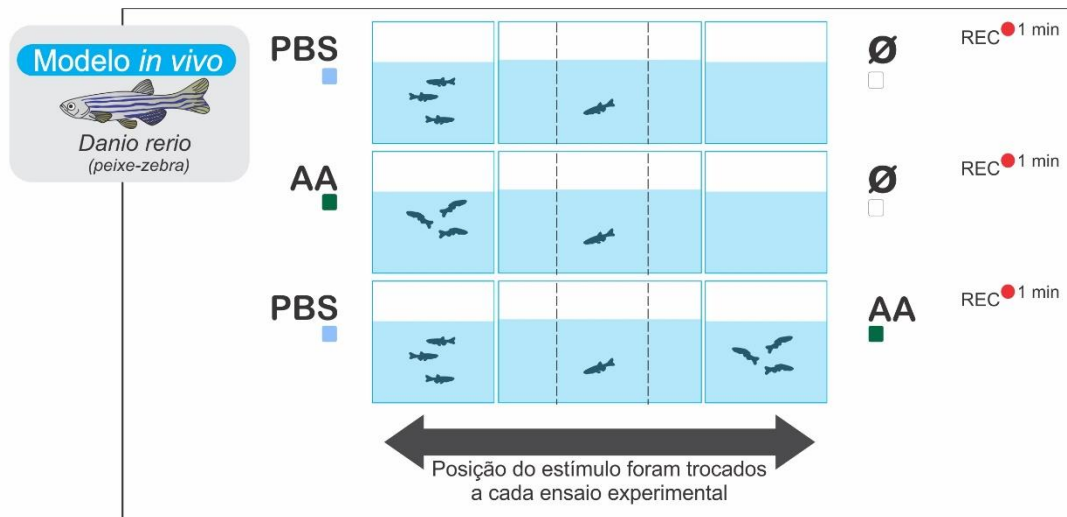 Modelo in vivo
Danio rerio
(peixe-zebra)
PBS
Ø
REC 1 min
AA
Ø
REC 1 min
PBS
AA
REC 1 min
Posição do estímulo foram trocados
a cada ensaio experimental